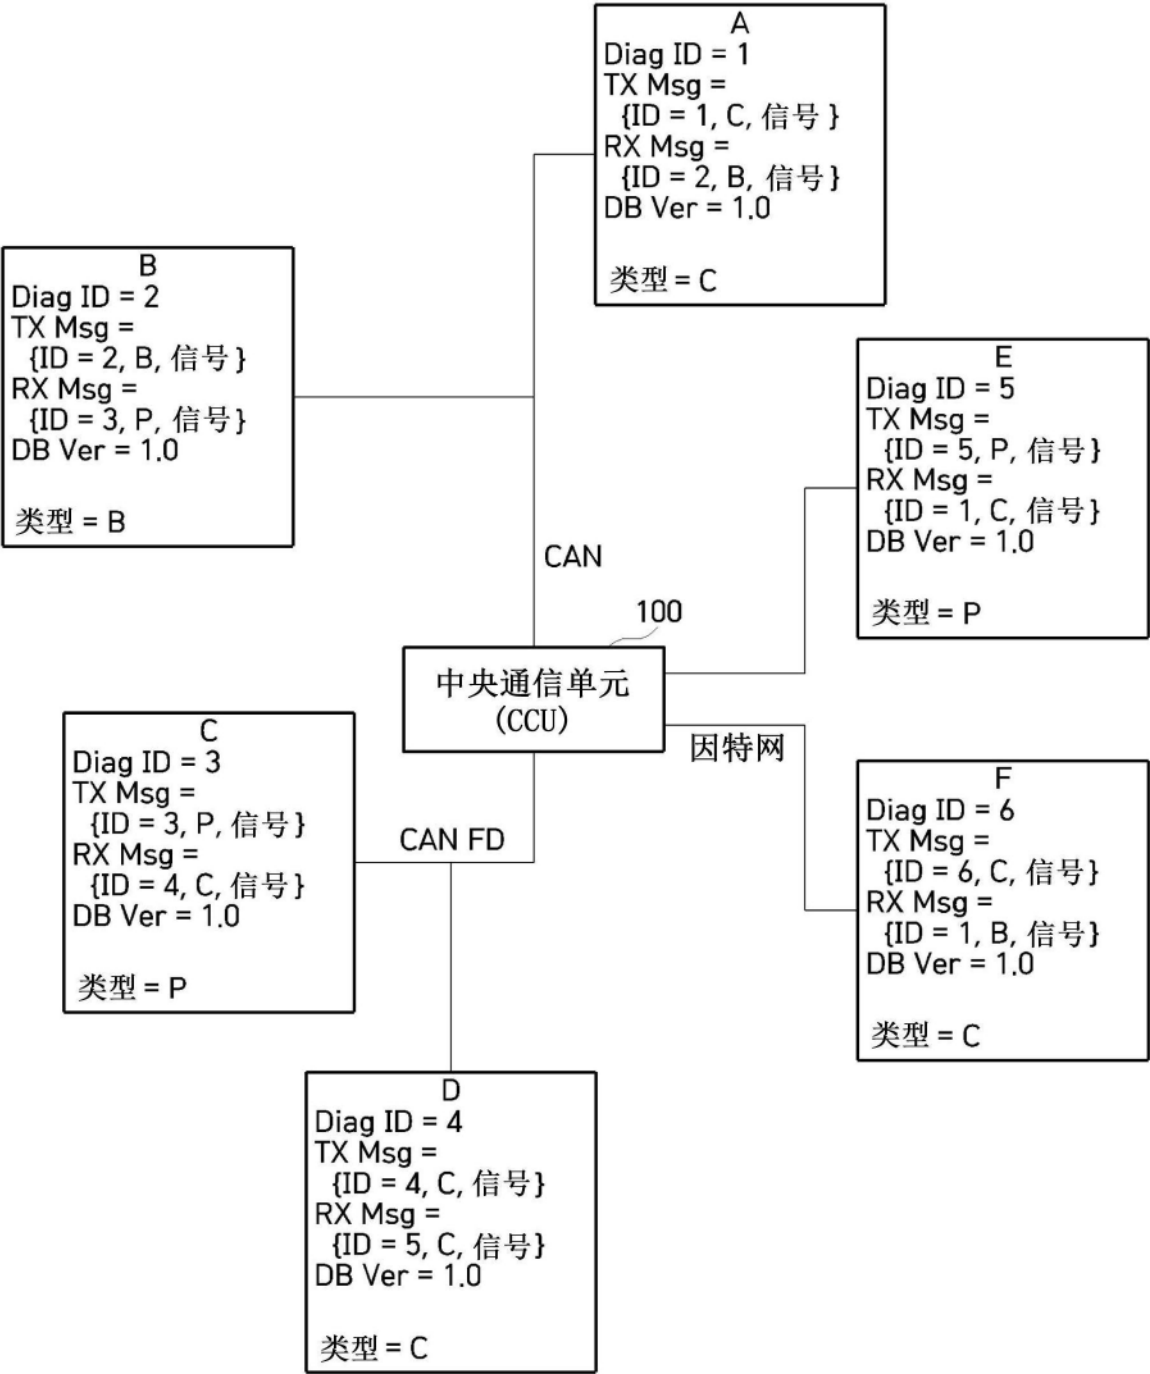 A
Diag ID = 1
TX Msg =
{ID = 1, C, 信号 }
RX Msg =
{ID = 2, B, 信号}
DB Ver = 1.0
类型 = C
B
Diag ID = 2
TX Msg =
{ID = 2, B, 信号}
RX Msg =
{ID = 3, P, 信号}
DB Ver = 1.0
类型 = B
E
Diag ID = 5
TX Msg =
{ID = 5, P, 信号}
RX Msg =
{ID = 1, C, 信号}
DB Ver = 1.0
类型 = P
CAN
100
中央通信单元
(CCU)
因特网
C
Diag ID = 3
TX Msg =
{ID = 3, P, 信号}
RX Msg =
{ID = 4, C, 信号}
DB Ver = 1.0
类型 = P
CAN FD
F
Diag ID = 6
TX Msg =
{ID = 6, C, 信号}
RX Msg =
{ID = 1, B, 信号}
DB Ver = 1.0
类型 = C
D
Diag ID = 4
TX Msg =
{ID = 4, C, 信号}
RX Msg =
{ID = 5, C, 信号}
DB Ver = 1.0
类型 = C